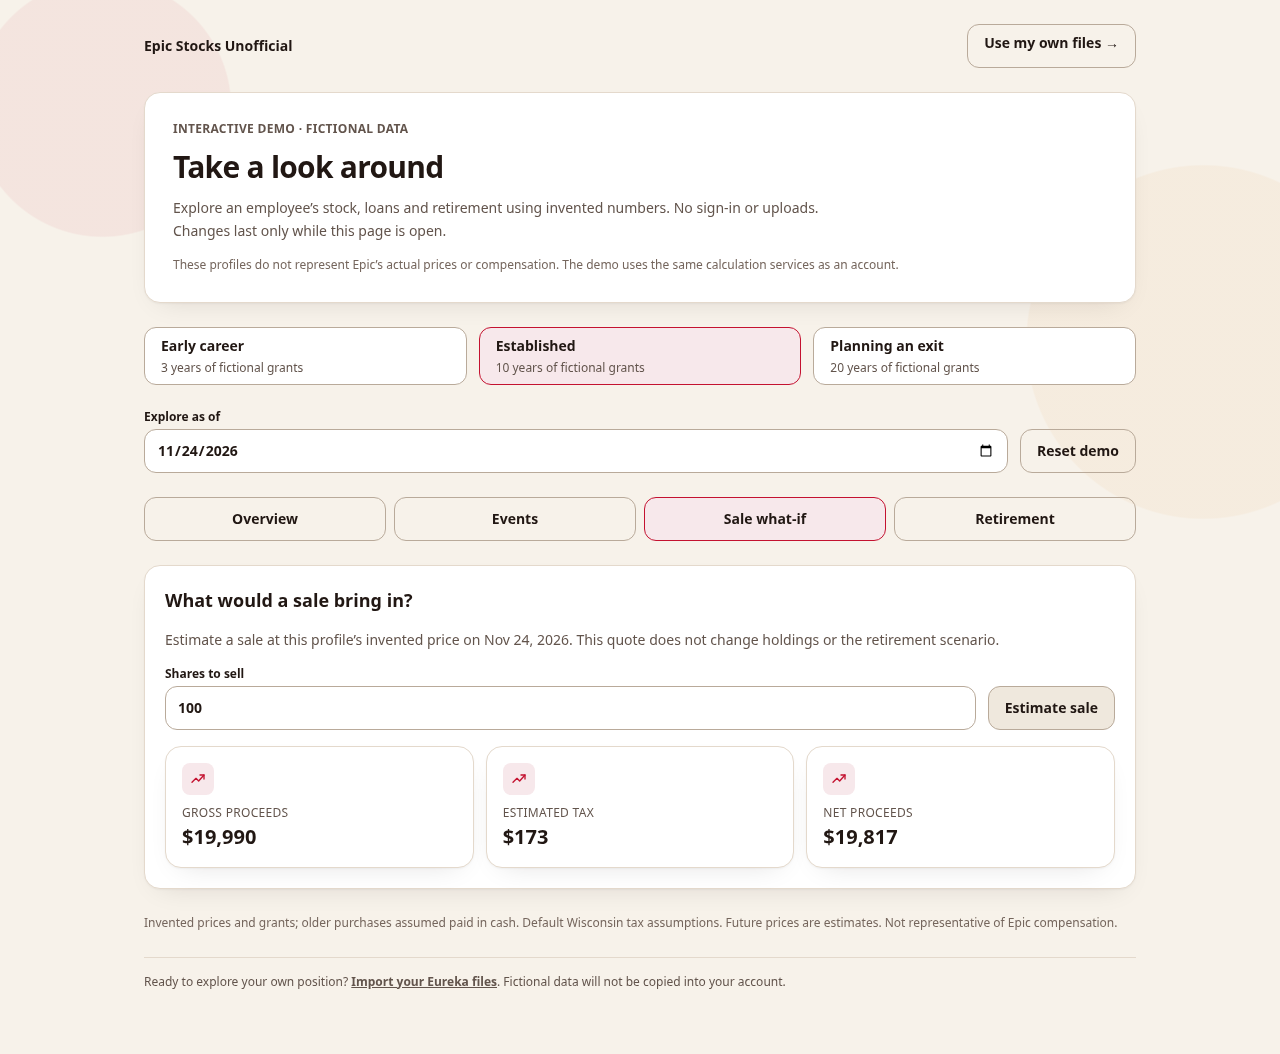 Epic Stocks Unofficial
Use my own files →
INTERACTIVE DEMO · FICTIONAL DATA
Take a look around
Explore an employee’s stock, loans and retirement using invented numbers. No sign-in or uploads.
Changes last only while this page is open.
These profiles do not represent Epic’s actual prices or compensation. The demo uses the same calculation services as an account.
Early career
3 years of fictional grants
Established
10 years of fictional grants
Planning an exit
20 years of fictional grants
Explore as of
11/24/2026
Reset demo
Overview
Events
Sale what-if
Retirement
What would a sale bring in?
Estimate a sale at this profile’s invented price on Nov 24, 2026. This quote does not change holdings or the retirement scenario.
Shares to sell
100
Estimate sale
GROSS PROCEEDS
$19,990
ESTIMATED TAX
$173
NET PROCEEDS
$19,817
Invented prices and grants; older purchases assumed paid in cash. Default Wisconsin tax assumptions. Future prices are estimates. Not representative of Epic compensation.
Ready to explore your own position? Import your Eureka files. Fictional data will not be copied into your account.